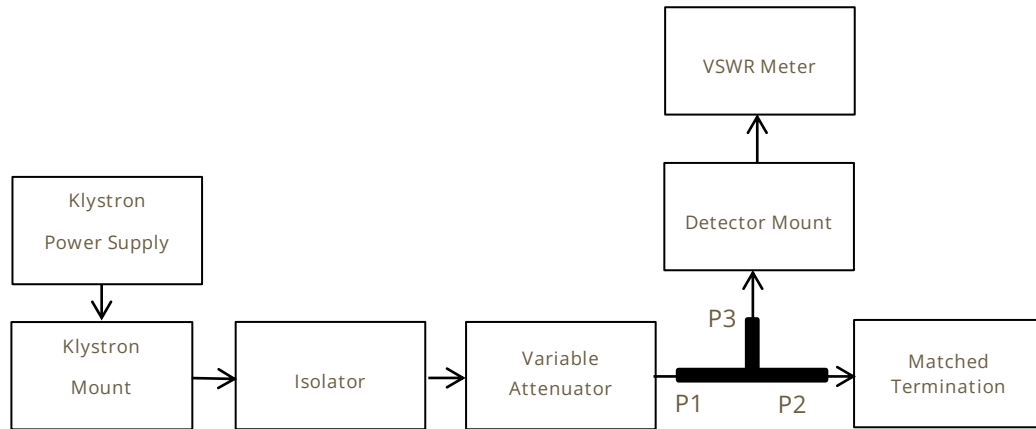 VSWR Meter
Detector Mount
Klystron
Power Supply
P3
Klystron
Mount
Isolator
Variable
Attenuator
Matched
Termination
P1
P2